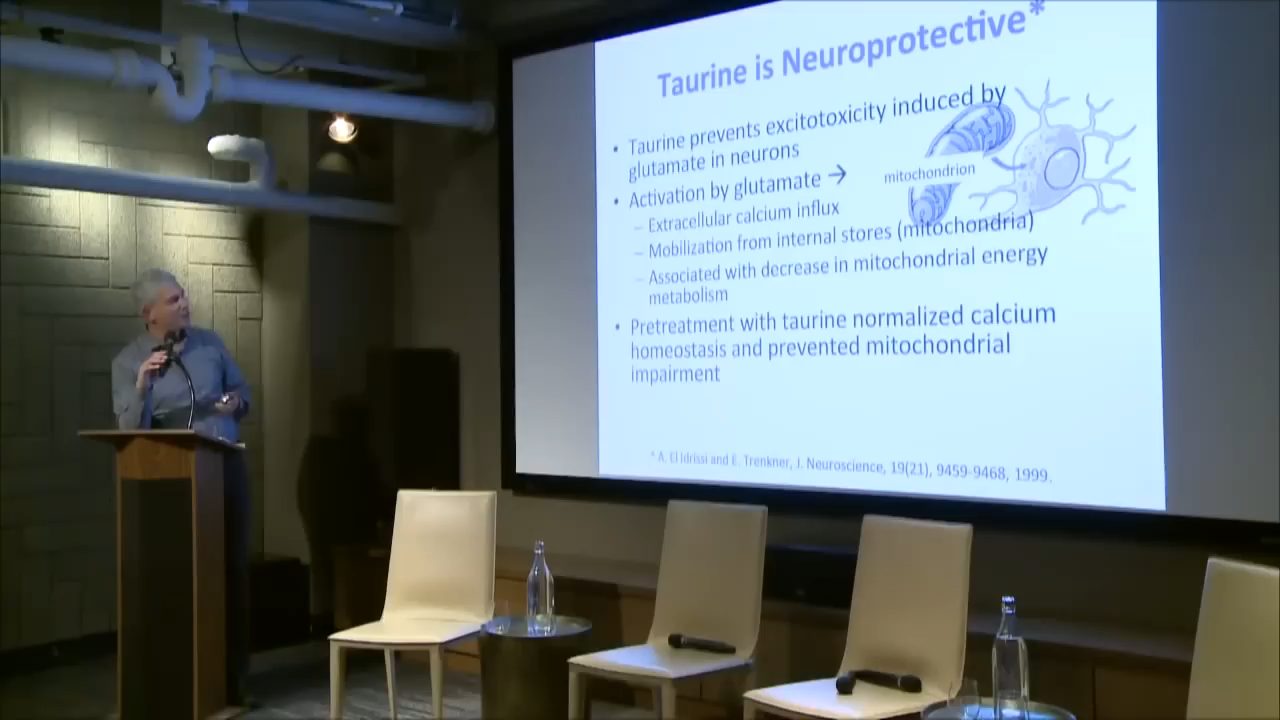 Taurine is Neuroprotective*
• Taurine prevents excitotoxicity induced by
glutamate in neurons
• Activation by glutamate →
– Extracellular calcium influx
– Mobilization from internal stores (mitochondria)
– Associated with decrease in mitochondrial energy
metabolism
• Pretreatment with taurine normalized calcium
homeostasis and prevented mitochondrial
impairment
mitochondrion
* A. El Idrissi and E. Trenkner, J. Neuroscience, 19(21), 9459-9468, 1999.